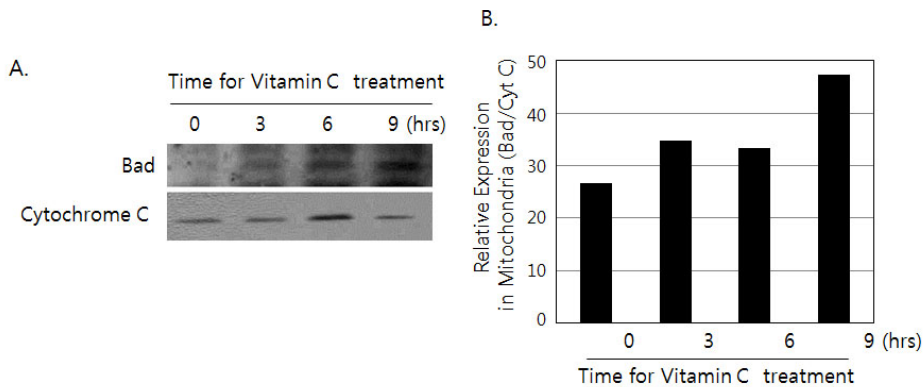 A.
Time for Vitamin C treatment
0 3 6 9 (hrs)
Bad
Cytochrome C
B.
Relative Expression
in Mitochondria (Bad/Cyt C)
50
40
30
20
10
0
0 3 6 9 (hrs)
Time for Vitamin C treatment